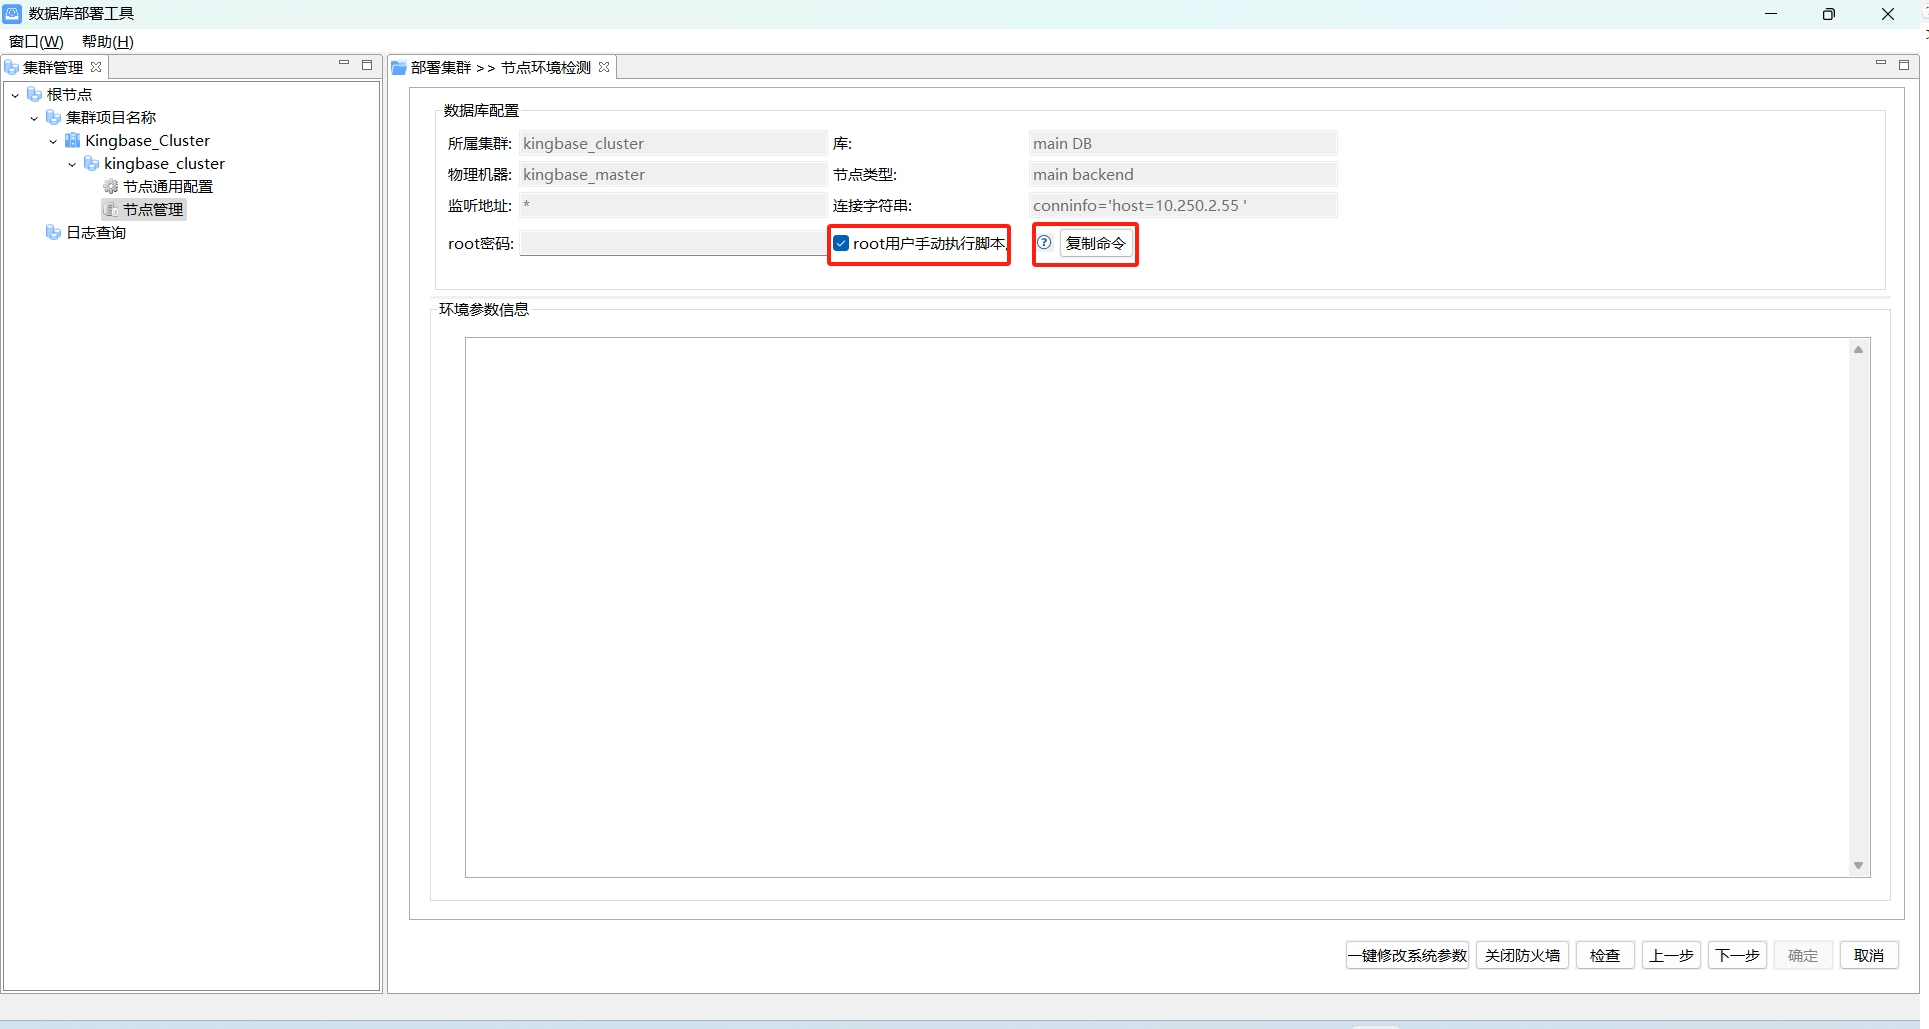 数据库部署工具
窗口(W) 帮助(H)
集群管理
部署集群 >> 节点环境检测
根节点
集群项目名称
Kingbase_Cluster
kingbase_cluster
节点通用配置
节点管理
日志查询
数据库配置
所属集群: kingbase_cluster 库: main DB
物理机器: kingbase_master 节点类型: main backend
监听地址: * 连接字符串: conninfo='host=10.250.2.55 '
root密码: root用户手动执行脚本 复制命令
环境参数信息
一键修改系统参数 关闭防火墙 检查 上一步 下一步 确定 取消